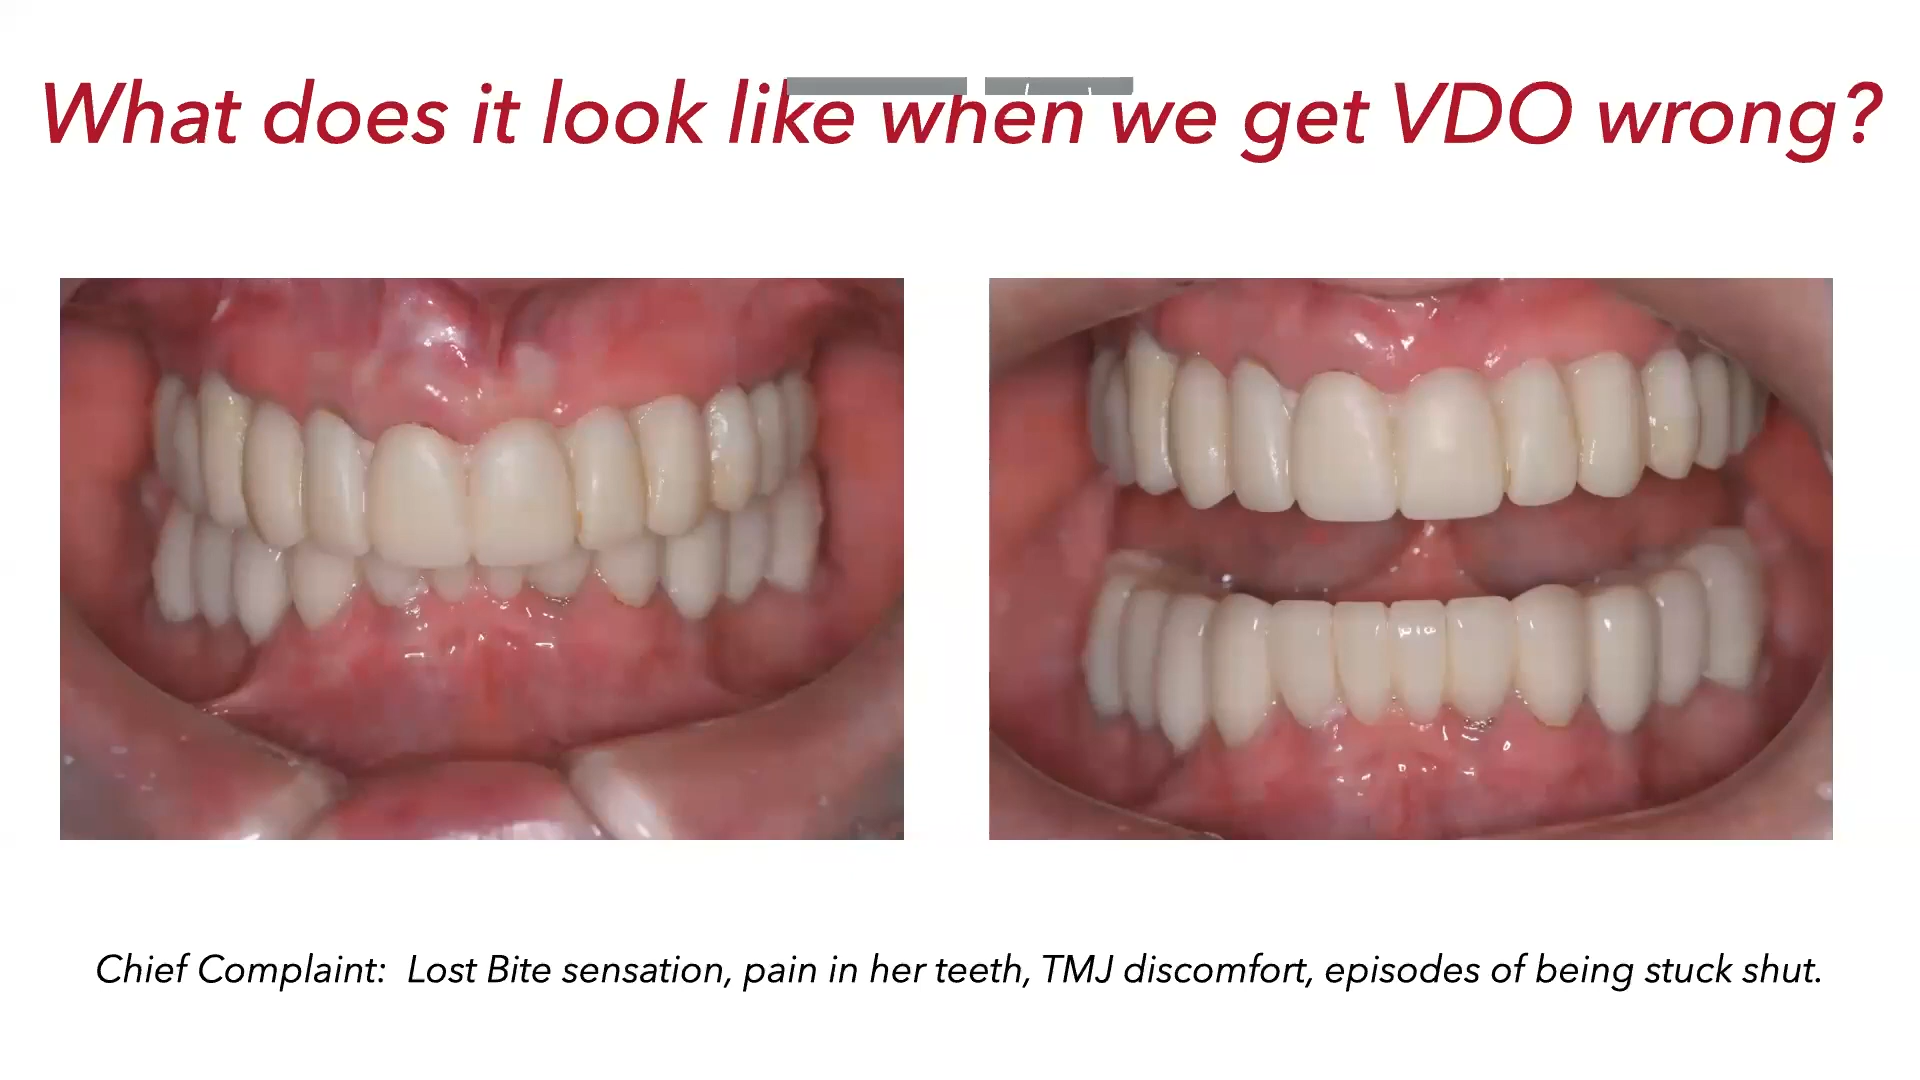 What does it look like when we get VDO wrong?
Chief Complaint: Lost Bite sensation, pain in her teeth, TMJ discomfort, episodes of being stuck shut.